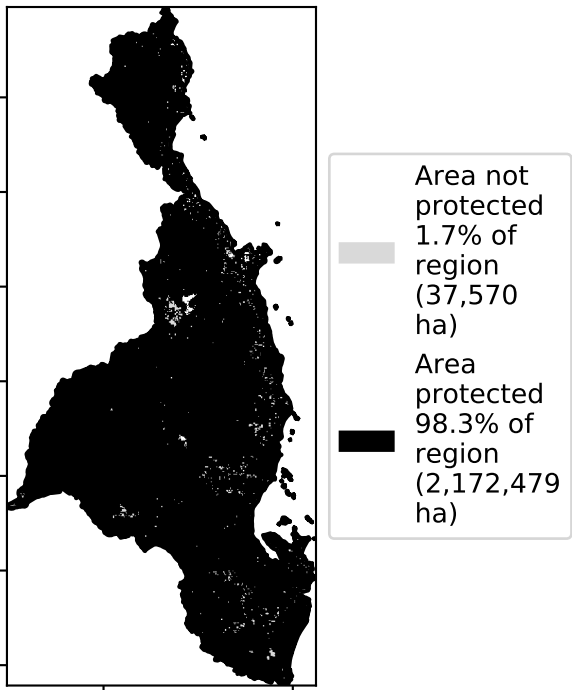 Area not
protected
1.7% of
region
(37,570
ha)
Area
protected
98.3% of
region
(2,172,479
ha)